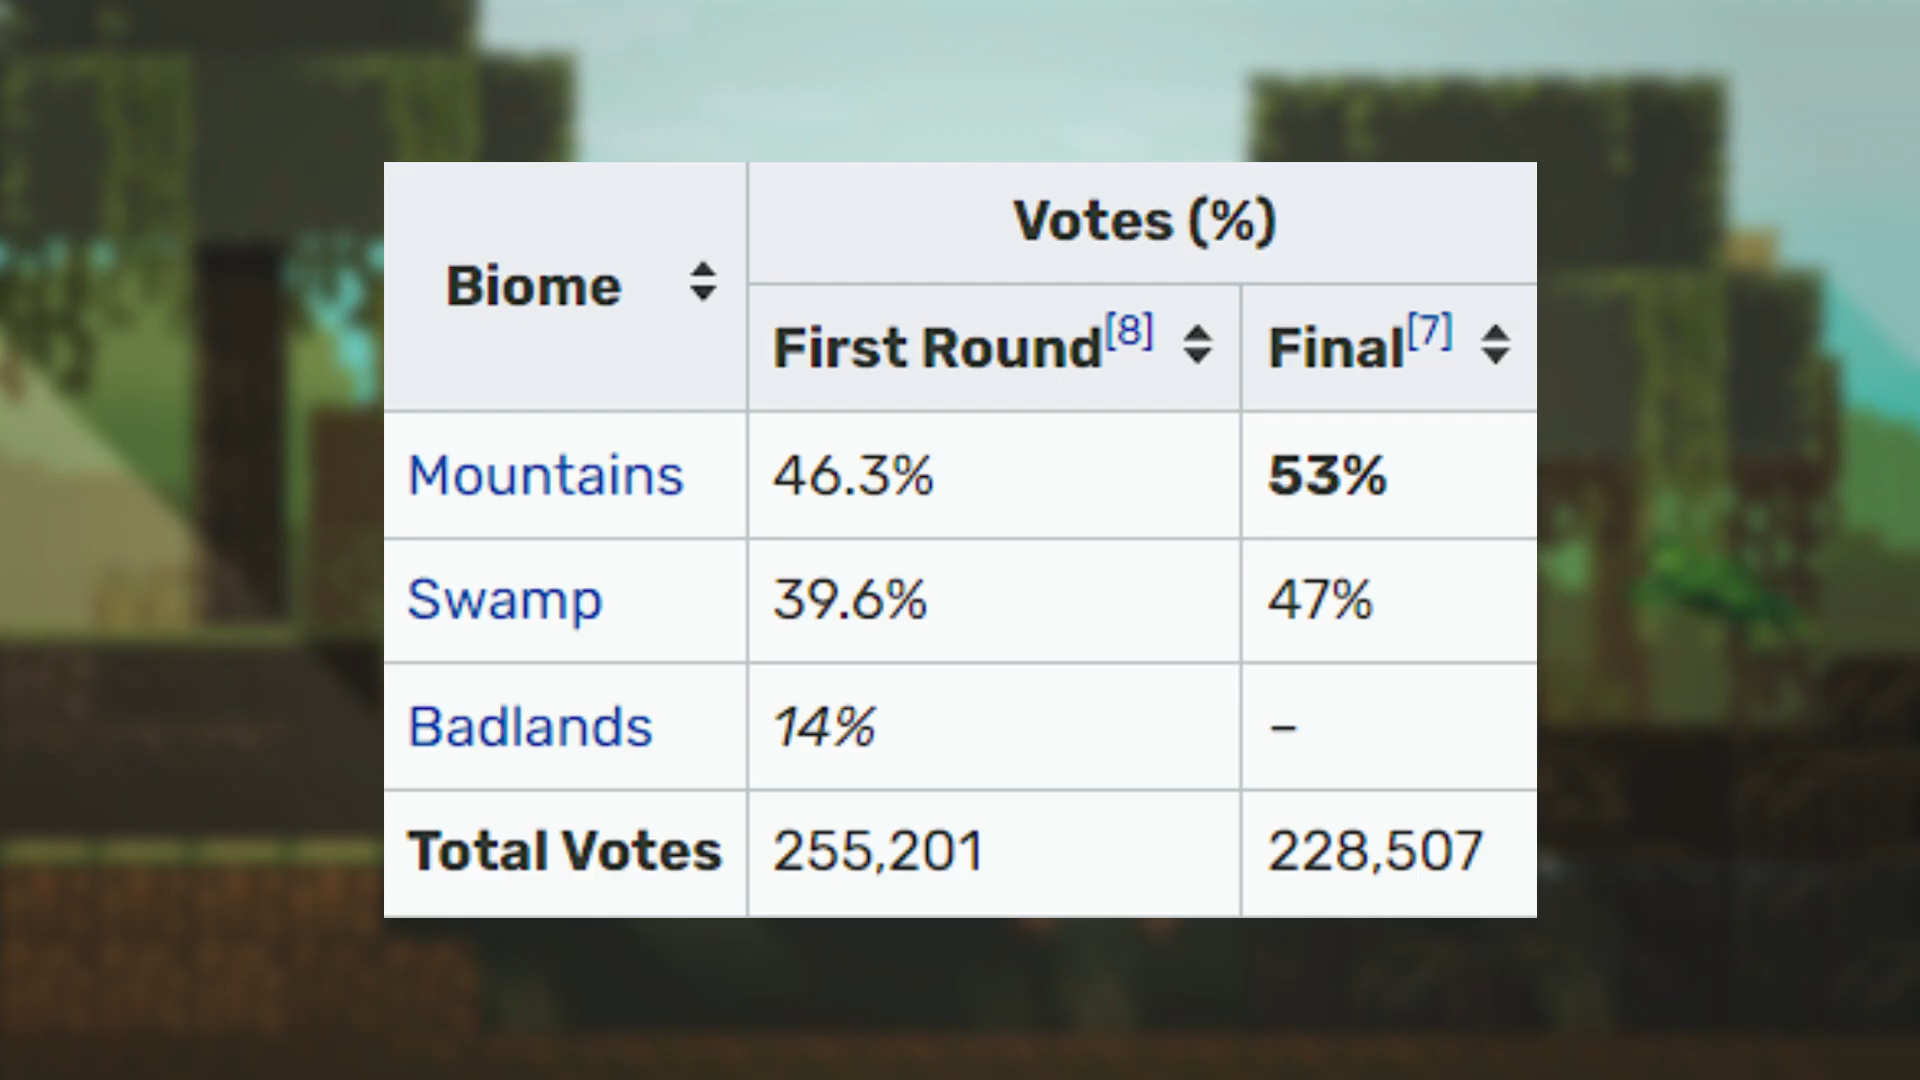 Votes (%)
Biome
First Round[8] Final[7]
Mountains 46.3% 53%
Swamp 39.6% 47%
Badlands 14% –
Total Votes 255,201 228,507